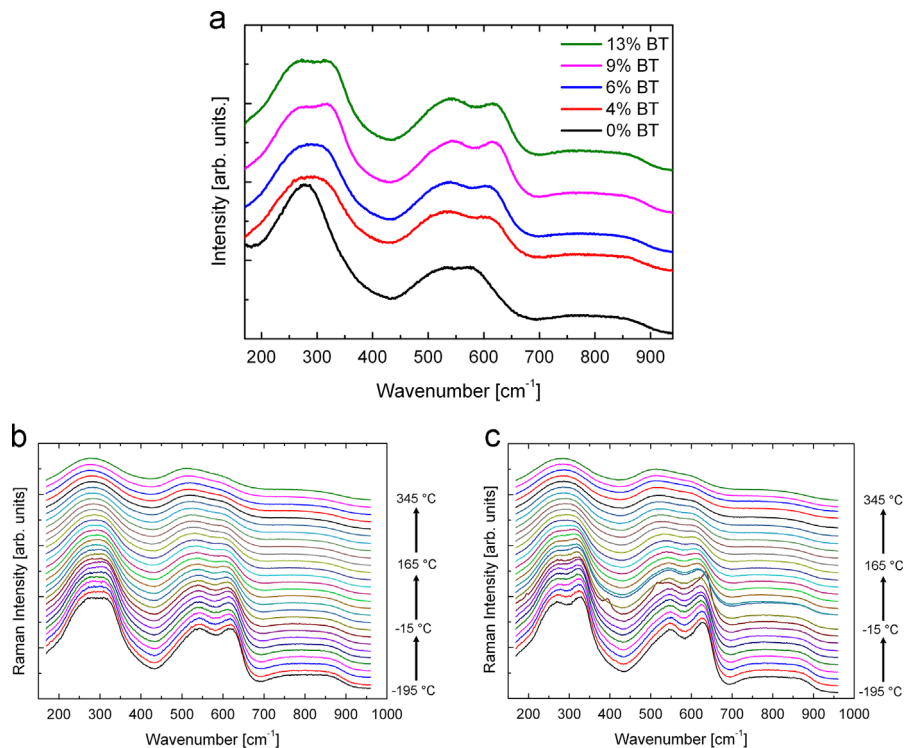 a
13% BT
9% BT
6% BT
4% BT
0% BT
Intensity [arb. units.]
200 300 400 500 600 700 800 900
Wavenumber [cm⁻¹]
b
Raman Intensity [arb. units]
345 °C
165 °C
-15 °C
-195 °C
200 300 400 500 600 700 800 900 1000
Wavenumber [cm⁻¹]
c
Raman Intensity [arb. units]
345 °C
165 °C
-15 °C
-195 °C
200 300 400 500 600 700 800 900 1000
Wavenumber [cm⁻¹]